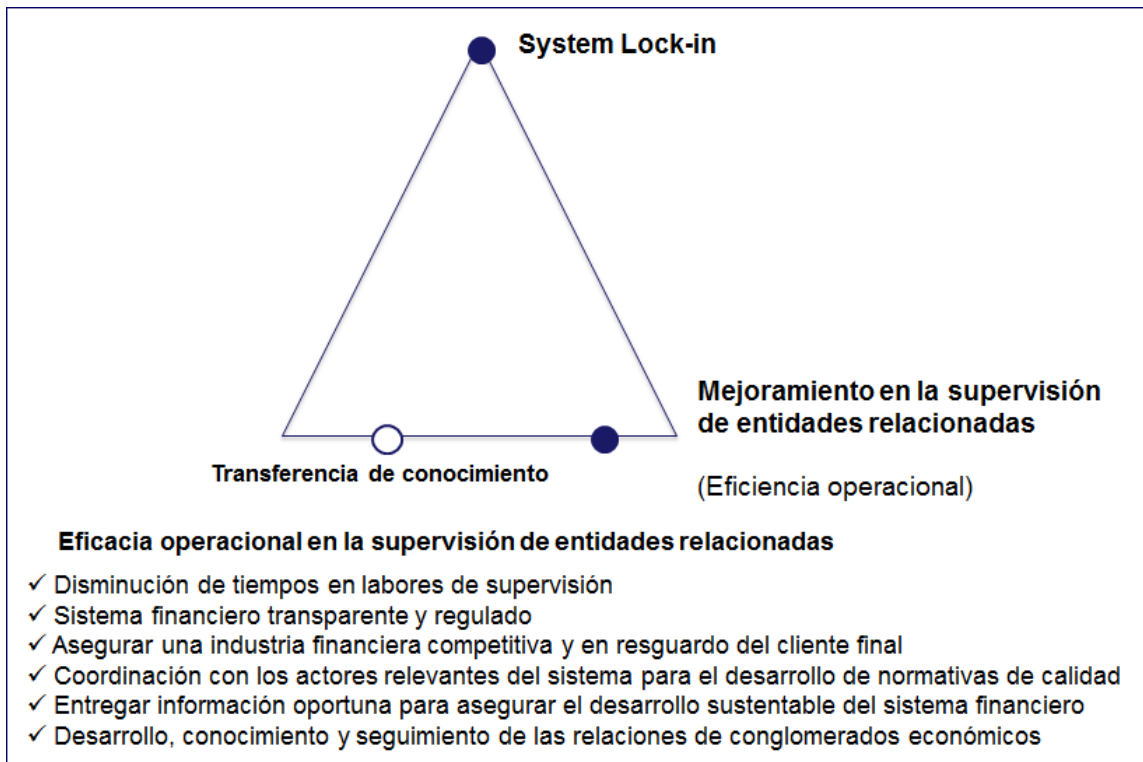 System Lock-in
Mejoramiento en la supervisión
de entidades relacionadas
Transferencia de conocimiento
(Eficiencia operacional)
Eficacia operacional en la supervisión de entidades relacionadas
✓ Disminución de tiempos en labores de supervisión
✓ Sistema financiero transparente y regulado
✓ Asegurar una industria financiera competitiva y en resguardo del cliente final
✓ Coordinación con los actores relevantes del sistema para el desarrollo de normativas de calidad
✓ Entregar información oportuna para asegurar el desarrollo sustentable del sistema financiero
✓ Desarrollo, conocimiento y seguimiento de las relaciones de conglomerados económicos